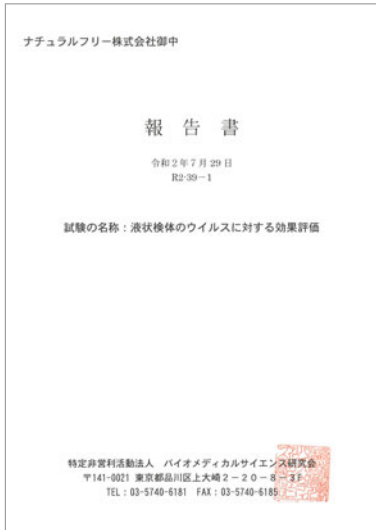 ナチュラルフリー株式会社御中
報 告 書
令和2年7月29日
R2-39-1
試験の名称：液状検体のウイルスに対する効果評価
特定非営利活動法人 バイオメディカルサイエンス研究会
〒141-0021 東京都品川区上大崎2-20-8-3F
TEL：03-5740-6181 FAX：03-5740-6185